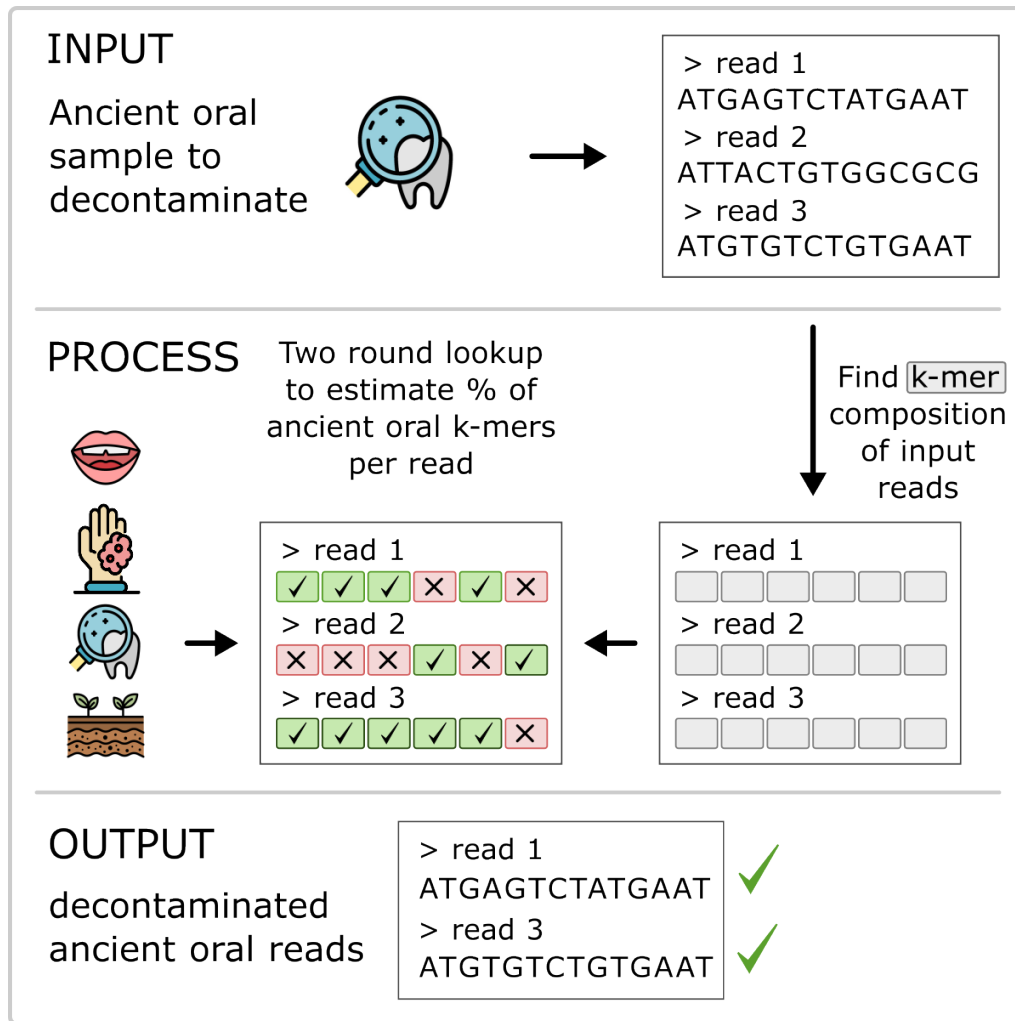 INPUT
Ancient oral
sample to
decontaminate
> read 1
ATGAGTCTATGAAT
> read 2
ATTACTGTGGCGCG
> read 3
ATGTGTCTGTGAAT
PROCESS
Two round lookup
to estimate % of
ancient oral k-mers
per read
Find k-mer
composition
of input
reads
> read 1
> read 2
> read 3
> read 1
> read 2
> read 3
OUTPUT
decontaminated
ancient oral reads
> read 1
ATGAGTCTATGAAT
> read 3
ATGTGTCTGTGAAT